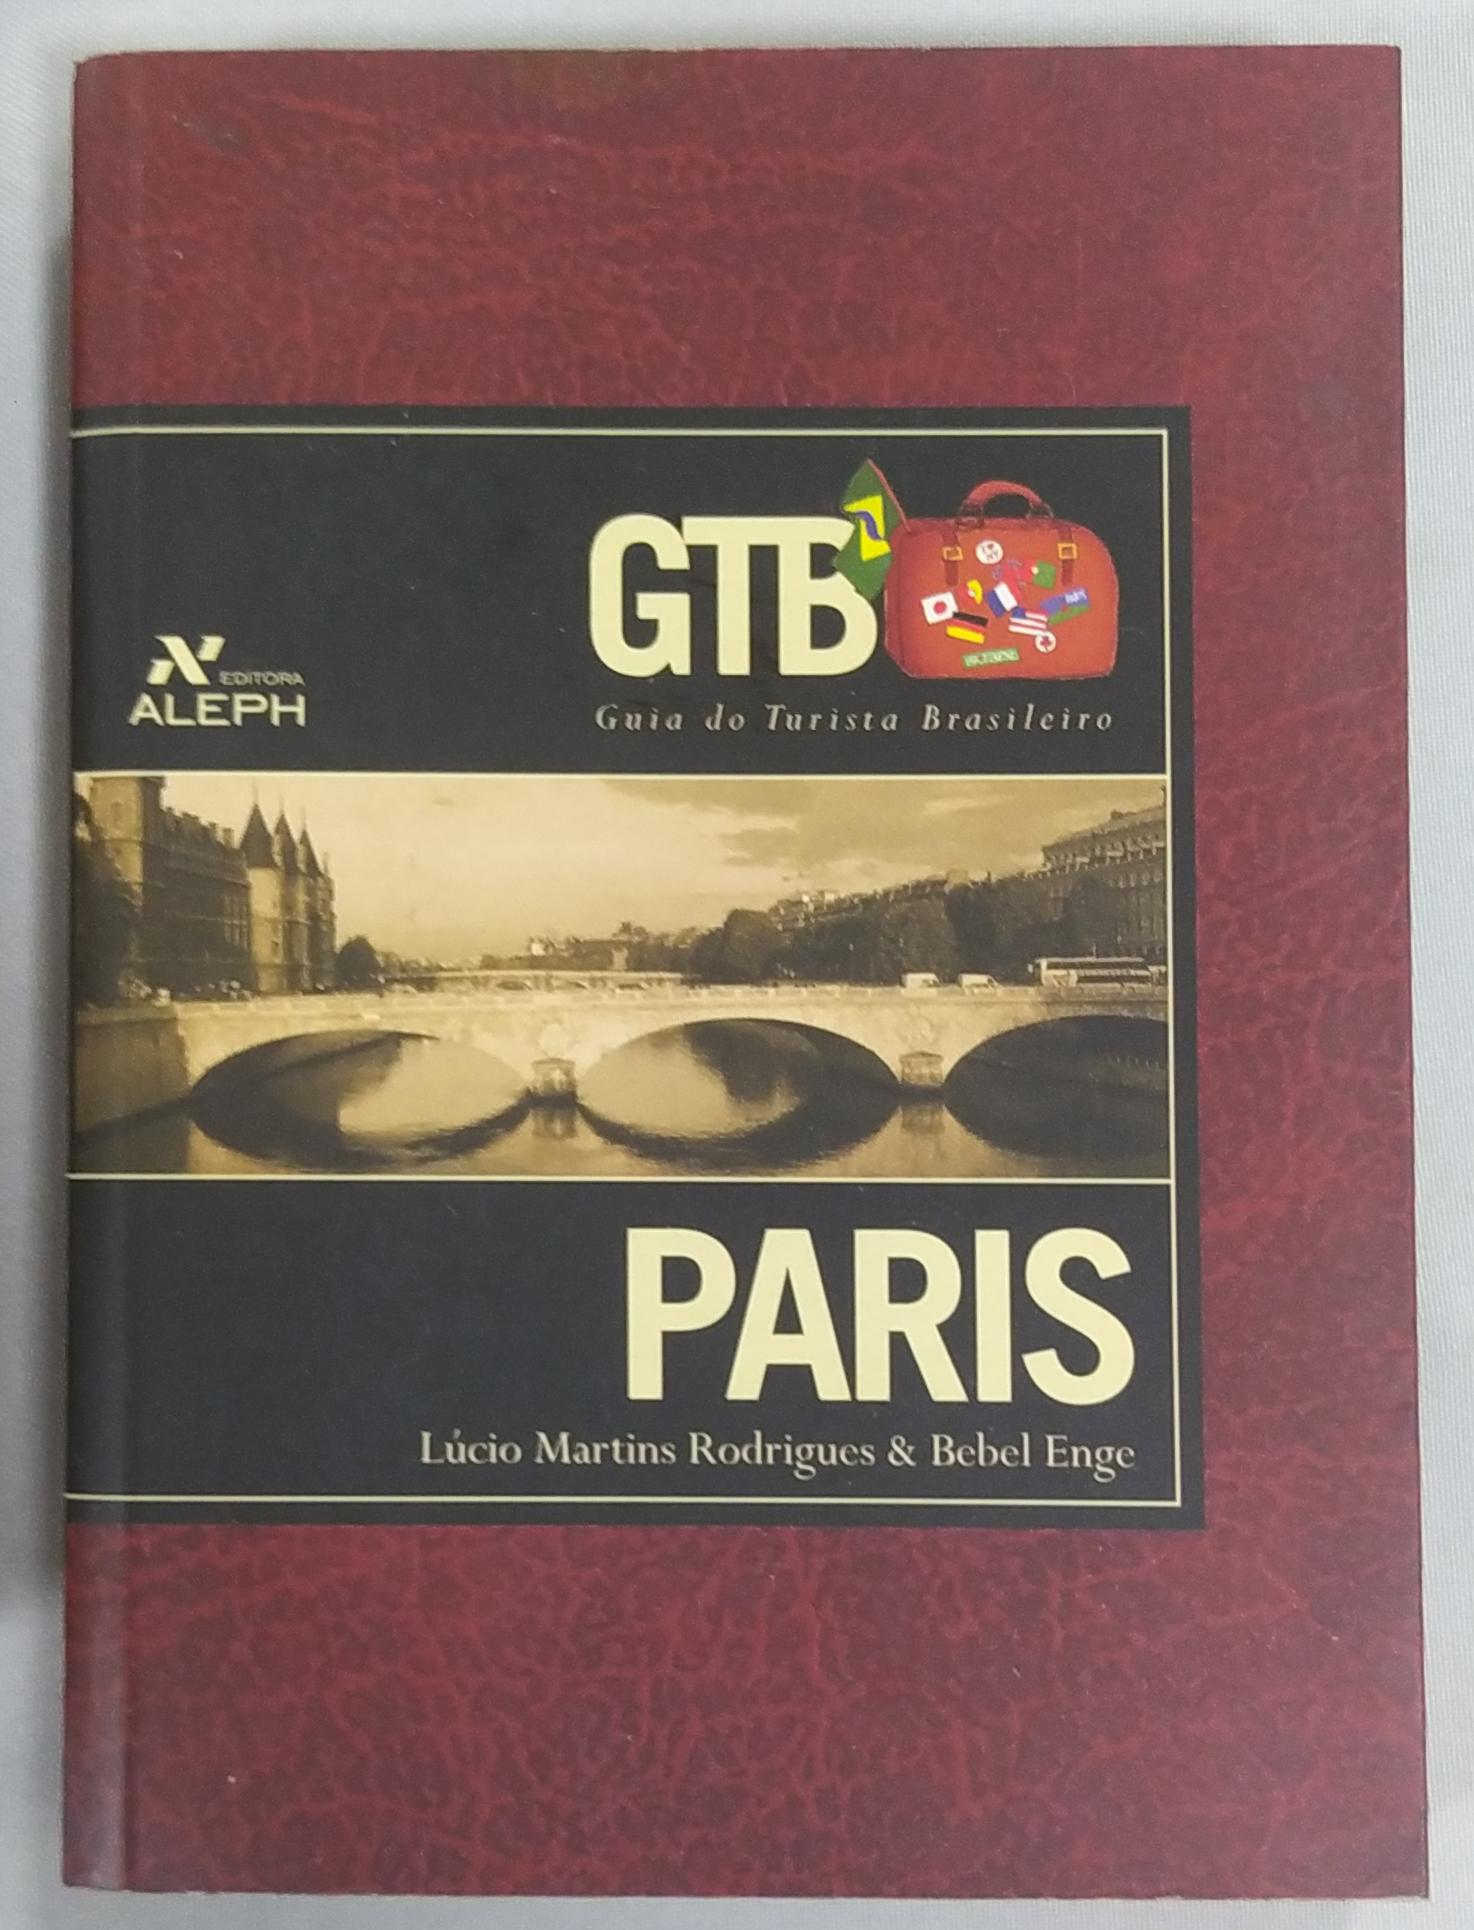 GTB
Guia do Turista Brasileiro
EDITORA
ALEPH
PARIS
Lúcio Martins Rodrigues & Bebel Enge